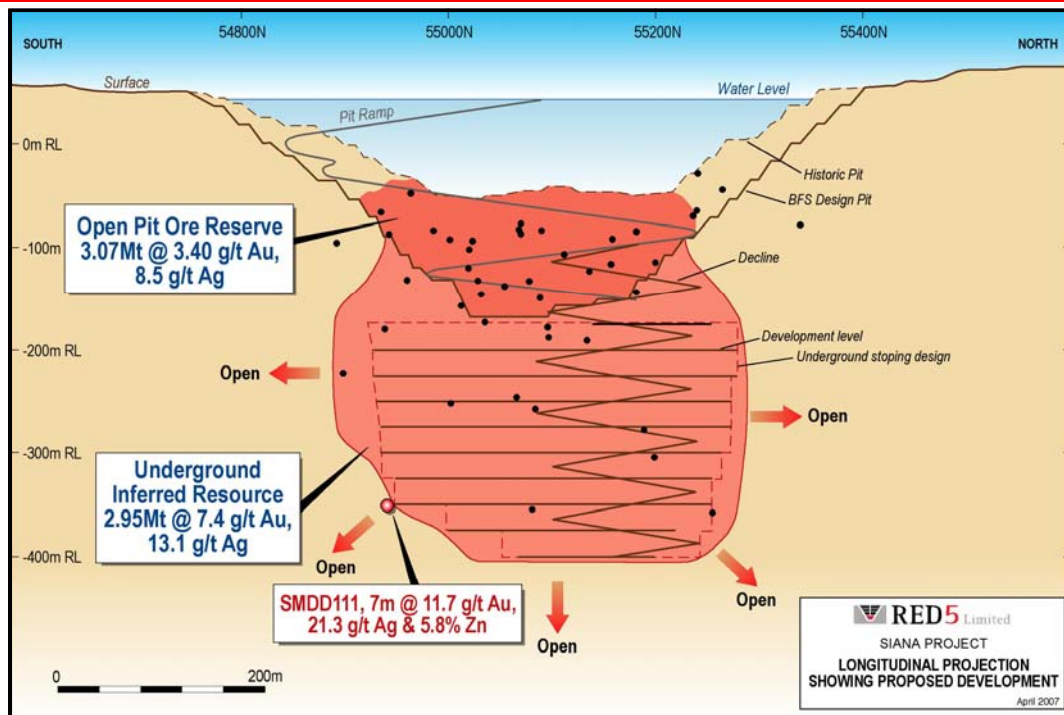 54800N
55000N
55200N
55400N
SOUTH
NORTH
Surface
Water Level
Pit Ramp
0m RL
Historic Pit
BFS Design Pit
Open Pit Ore Reserve
3.07Mt @ 3.40 g/t Au,
8.5 g/t Ag
-100m RL
Decline
Development level
-200m RL
Underground stoping design
Open
Open
-300m RL
Underground
Inferred Resource
2.95Mt @ 7.4 g/t Au,
13.1 g/t Ag
-400m RL
Open
Open
SMDD111, 7m @ 11.7 g/t Au,
21.3 g/t Ag & 5.8% Zn
Open
RED5 Limited
SIANA PROJECT
LONGITUDINAL PROJECTION
SHOWING PROPOSED DEVELOPMENT
April 2007
0
200m